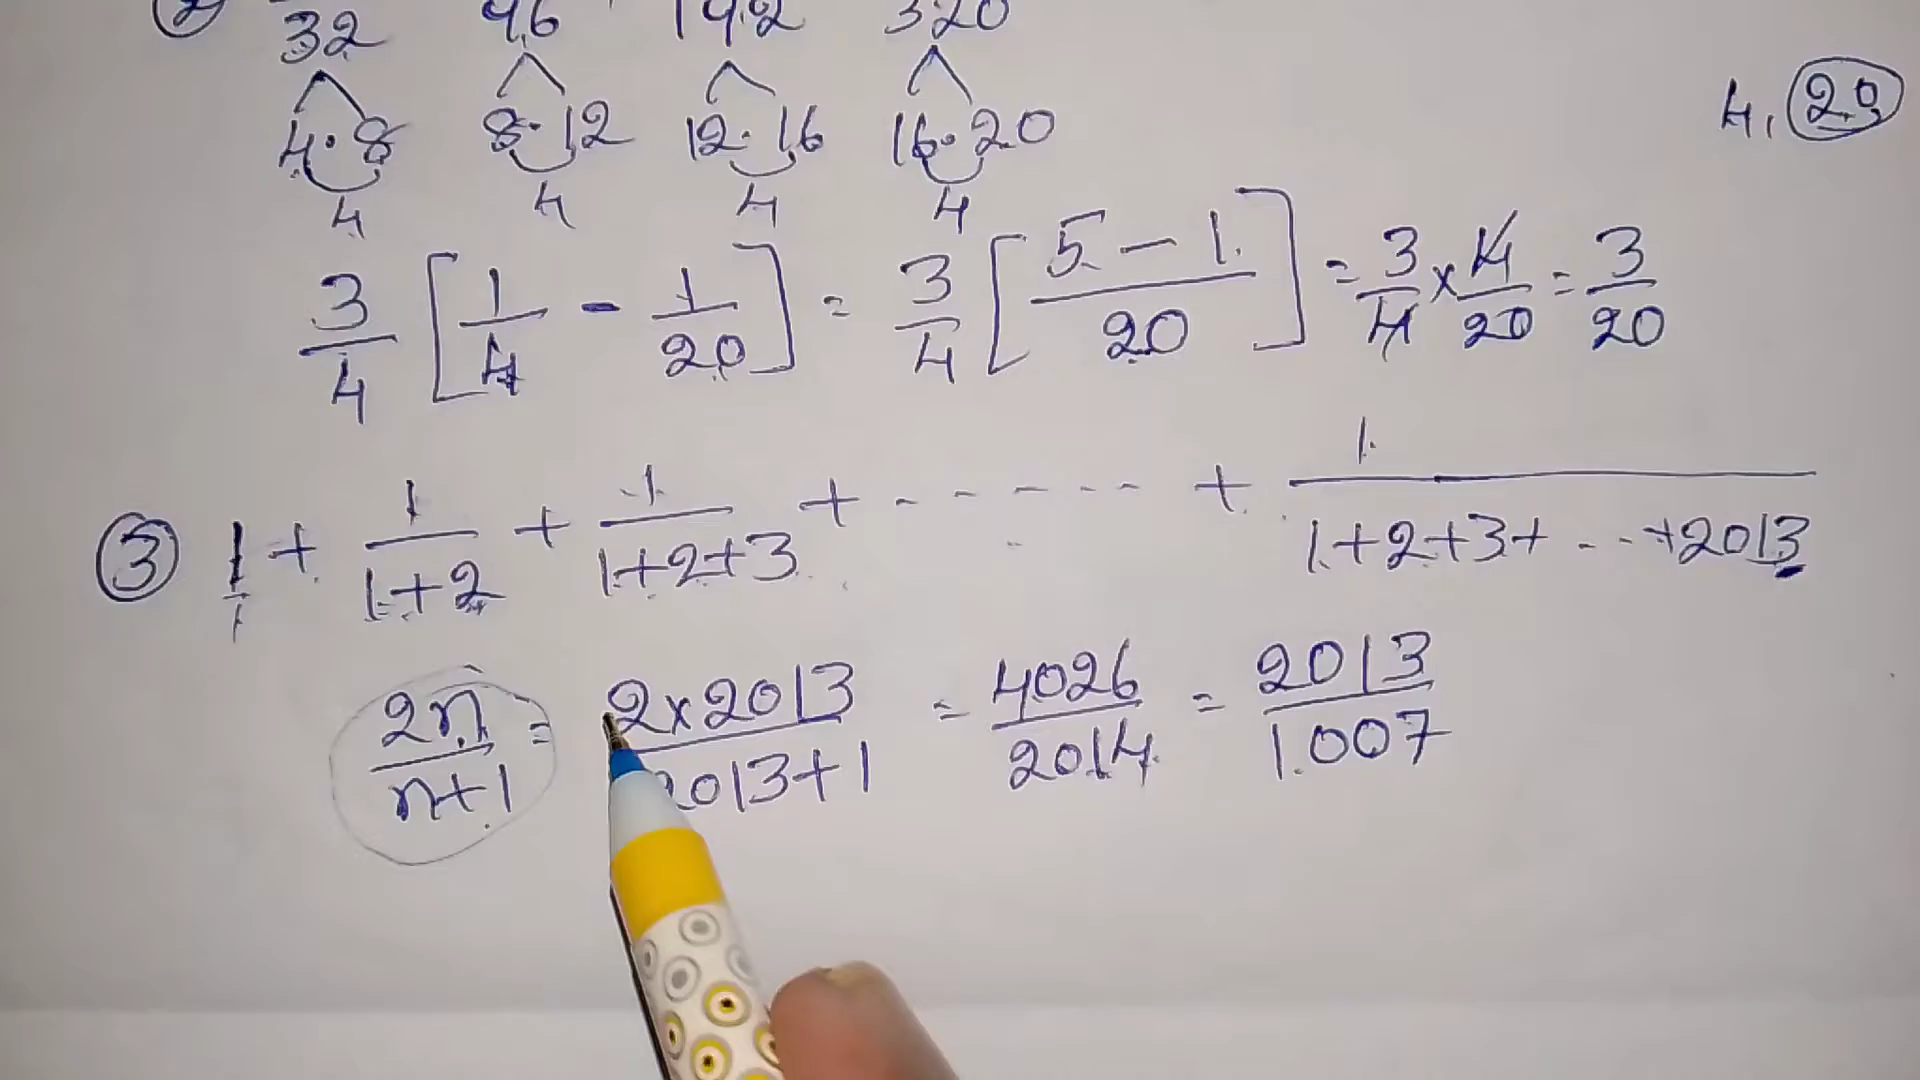 ② 32 96 192 320
4·8 8·12 12·16 16·20 4, 20
4 4 4 4
3/4 [1/4 - 1/20] = 3/4 [5-1/20] = 3/4 × 4/20 = 3/20
③ 1/1 + 1/1+2 + 1/1+2+3 + ------ + 1/1+2+3+...+2013
2n/n+1 = 2×2013/2013+1 = 4026/2014 = 2013/1007